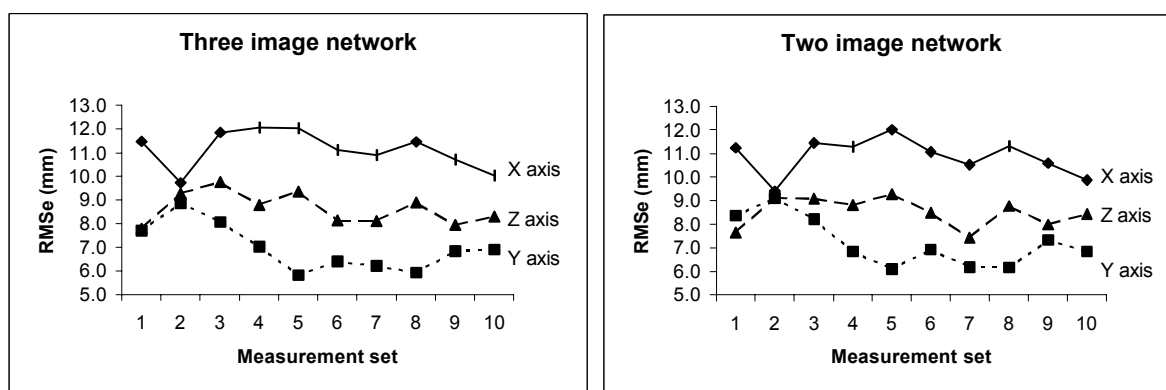 Three image network
RMSe (mm)
13.0
12.0
11.0
10.0
9.0
8.0
7.0
6.0
5.0
X axis
Z axis
Y axis
1 2 3 4 5 6 7 8 9 10
Measurement set
Two image network
RMSe (mm)
13.0
12.0
11.0
10.0
9.0
8.0
7.0
6.0
5.0
X axis
Z axis
Y axis
1 2 3 4 5 6 7 8 9 10
Measurement set